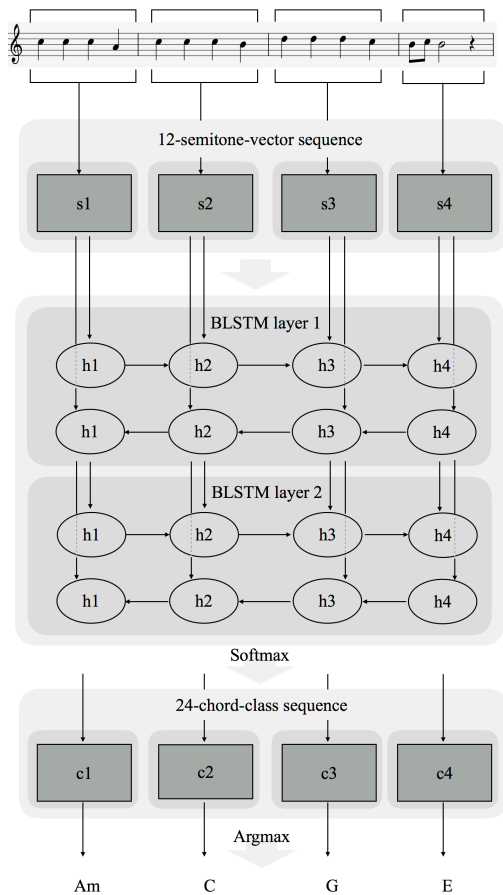 12-semitone-vector sequence
s1 s2 s3 s4
BLSTM layer 1
h1 h2 h3 h4
h1 h2 h3 h4
BLSTM layer 2
h1 h2 h3 h4
h1 h2 h3 h4
Softmax
24-chord-class sequence
c1 c2 c3 c4
Argmax
Am C G E